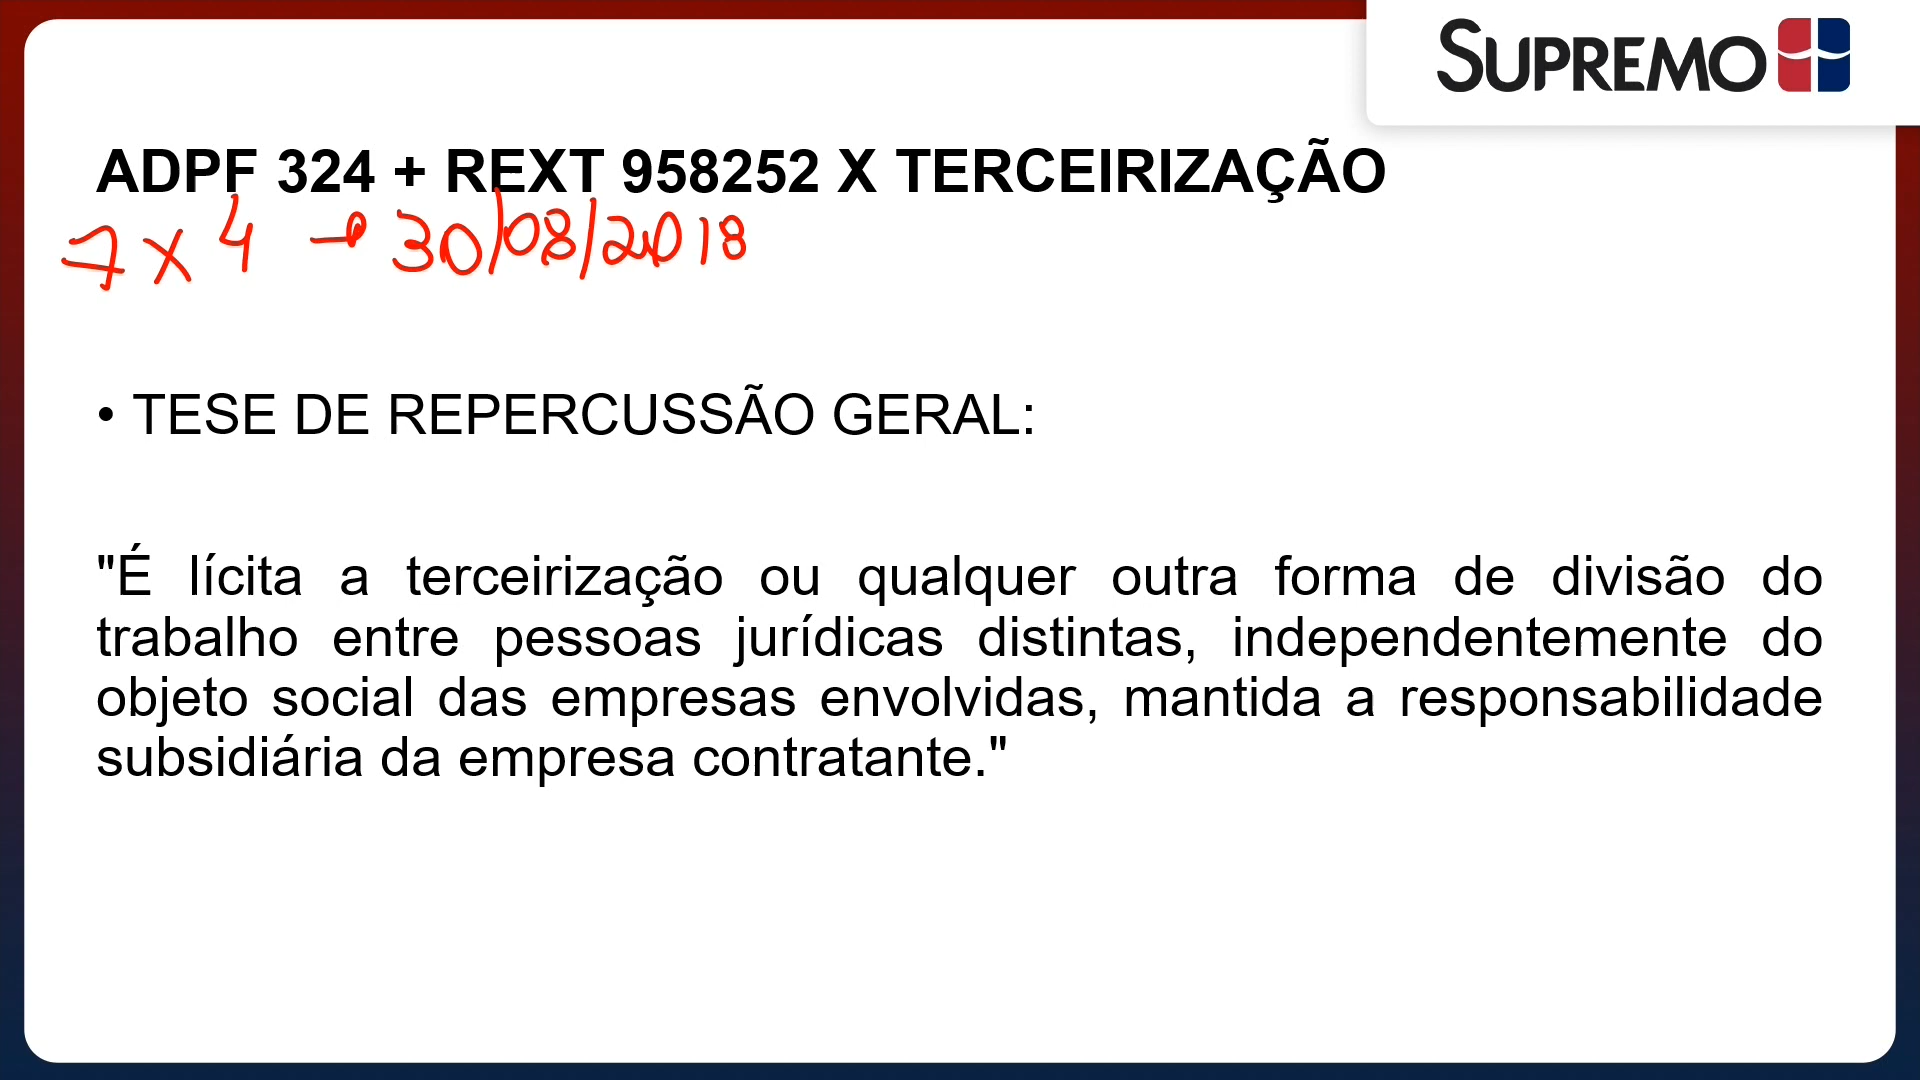 SUPREMO
ADPF 324 + REXT 958252 X TERCEIRIZAÇÃO
7 x 4 → 30/08/2018
• TESE DE REPERCUSSÃO GERAL:
"É lícita a terceirização ou qualquer outra forma de divisão do
trabalho entre pessoas jurídicas distintas, independentemente do
objeto social das empresas envolvidas, mantida a responsabilidade
subsidiária da empresa contratante."